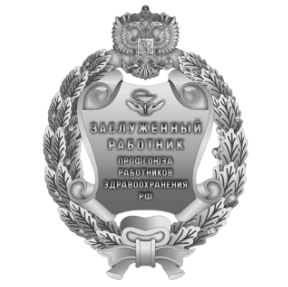 ЗАСЛУЖЕННЫЙ
РАБОТНИК
ПРОФСОЮЗА
РАБОТНИКОВ
ЗДРАВООХРАНЕНИЯ
РФ